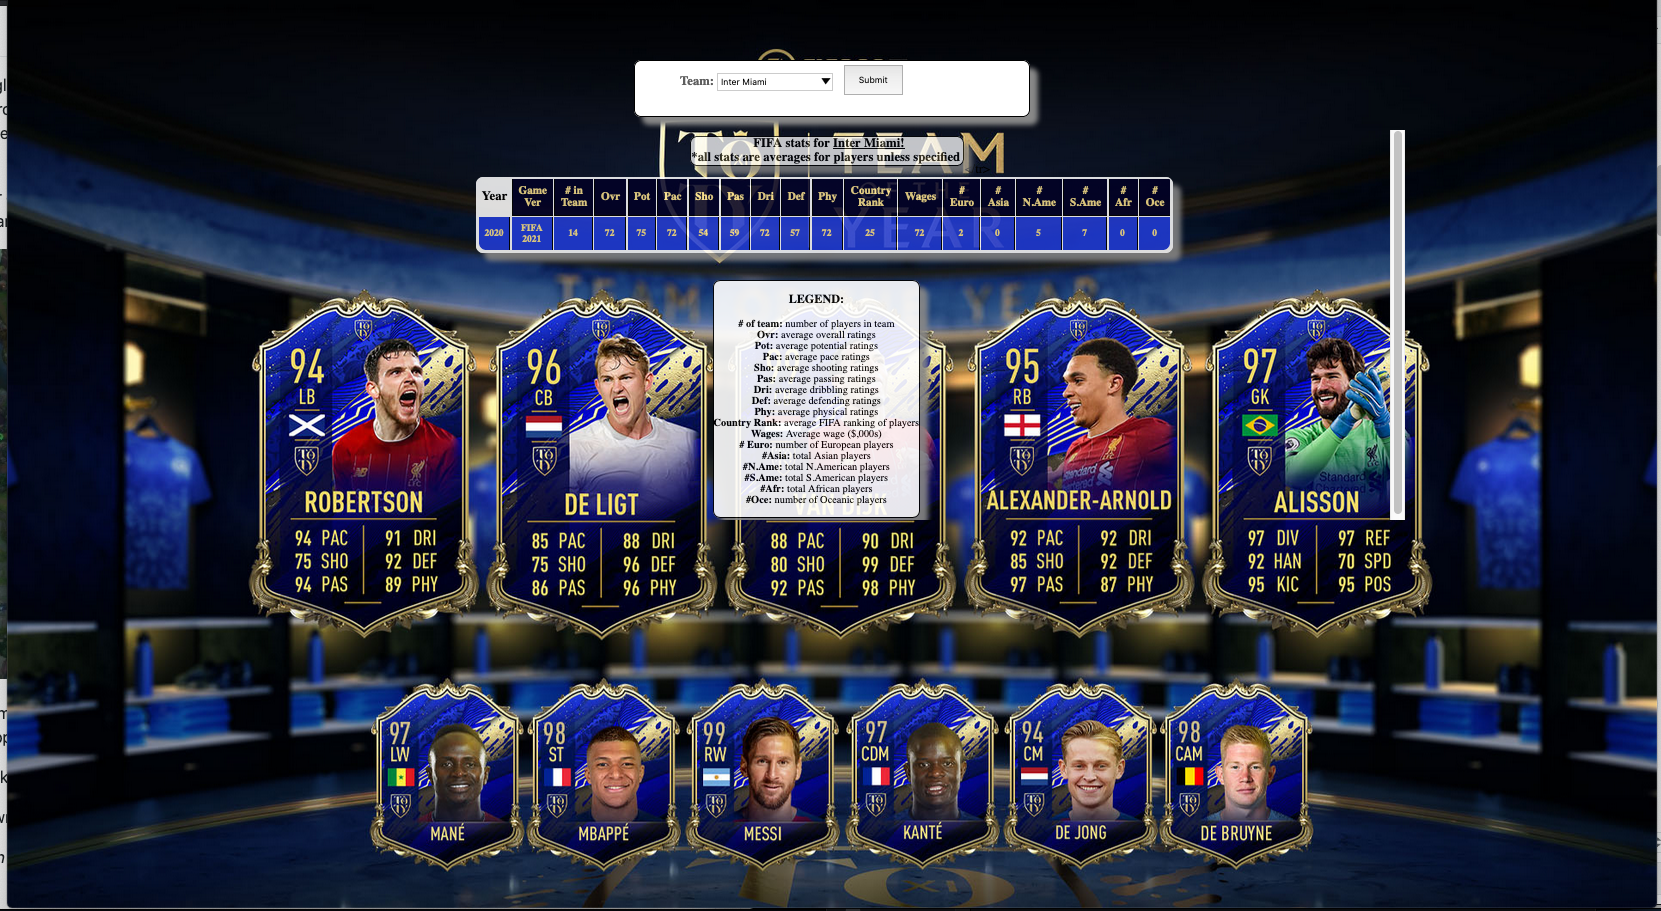 Team: Inter Miami Submit
FIFA stats for Inter Miami!
*all stats are averages for players unless specified
TEAM
OF THE
YEAR
Year Game Ver # in Team Ovr Pot Pac Sho Pas Dri Def Phy Country Rank Wages # Euro # Asia # N.Ame # S.Ame # Afr # Oce
2020 FIFA 2021 14 72 75 72 54 59 72 57 72 25 72 2 0 5 7 0 0
LEGEND:
# of team: number of players in team
Ovr: average overall ratings
Pot: average potential ratings
Pac: average pace ratings
Sho: average shooting ratings
Pas: average passing ratings
Dri: average dribbling ratings
Def: average defending ratings
Phy: average physical ratings
Country Rank: average FIFA ranking of players
Wages: Average wage ($,000s)
# Euro: number of European players
#Asia: total Asian players
#N.Ame: total N.American players
#S.Ame: total S.American players
#Afr: total African players
#Oce: number of Oceanic players
94
LB
ROBERTSON
94 PAC 91 DRI
75 SHO 92 DEF
94 PAS 89 PHY
96
CB
DE LIGT
85 PAC 88 DRI
75 SHO 96 DEF
86 PAS 96 PHY
VAN DIJK
88 PAC 90 DRI
80 SHO 99 DEF
92 PAS 98 PHY
95
RB
ALEXANDER-ARNOLD
92 PAC 92 DRI
85 SHO 92 DEF
97 PAS 87 PHY
97
GK
ALISSON
97 DIV 97 REF
92 HAN 70 SPD
95 KIC 95 POS
97
LW
MANÉ
98
ST
MBAPPÉ
99
RW
MESSI
97
CDM
KANTÉ
94
CM
DE JONG
98
CAM
DE BRUYNE